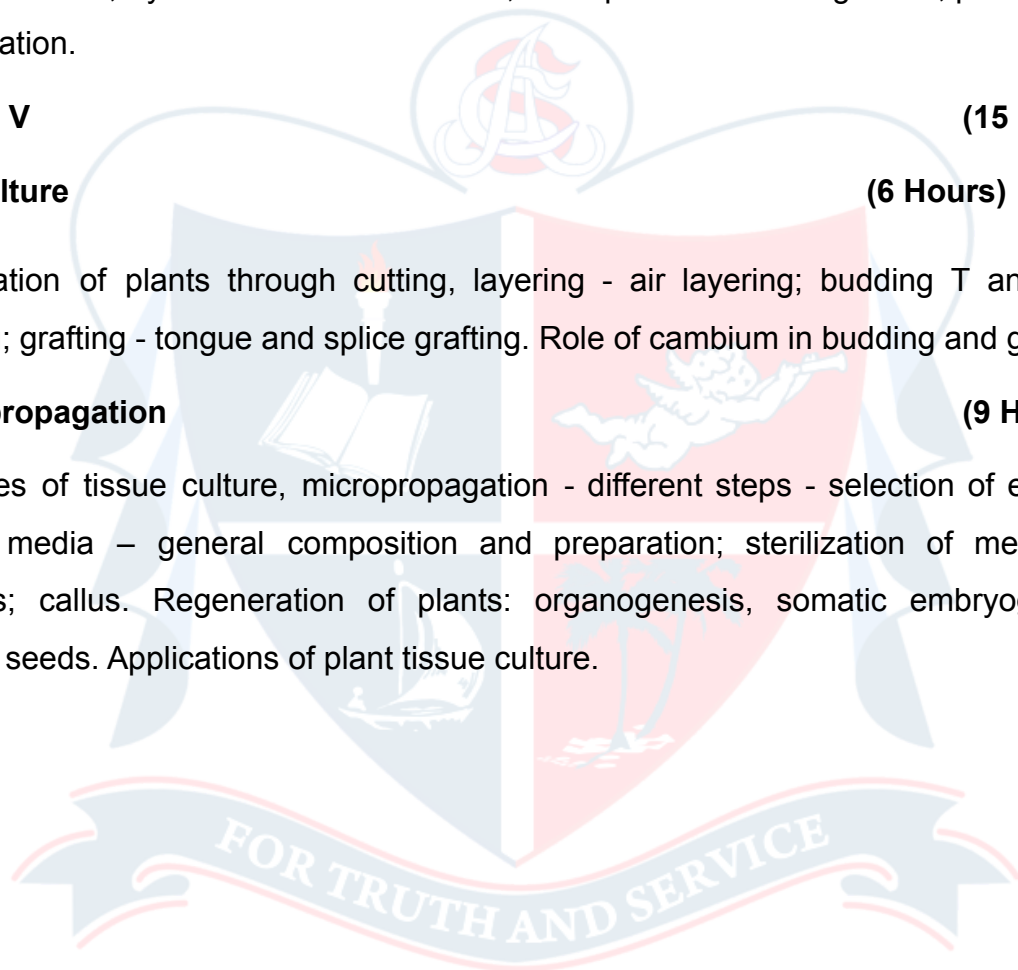 ation.
V (15
lture (6 Hours)
ation of plants through cutting, layering - air layering; budding T an
; grafting - tongue and splice grafting. Role of cambium in budding and g
propagation (9 H
es of tissue culture, micropropagation - different steps - selection of e
media – general composition and preparation; sterilization of me
s; callus. Regeneration of plants: organogenesis, somatic embryog
seeds. Applications of plant tissue culture.
FOR TRUTH AND SERVICE